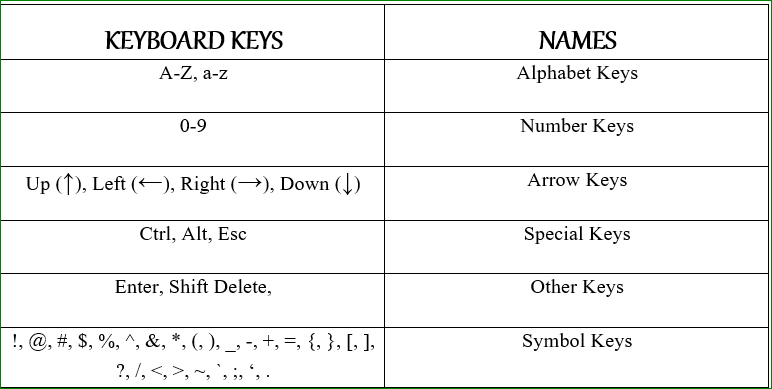 KEYBOARD KEYS NAMES
A-Z, a-z Alphabet Keys
0-9 Number Keys
Up (↑), Left (←), Right (→), Down (↓) Arrow Keys
Ctrl, Alt, Esc Special Keys
Enter, Shift Delete, Other Keys
!, @, #, $, %, ^, &, *, (, ), _, -, +, =, {, }, [, ], Symbol Keys
?, /, <, >, ~, `, ;, ‘, .